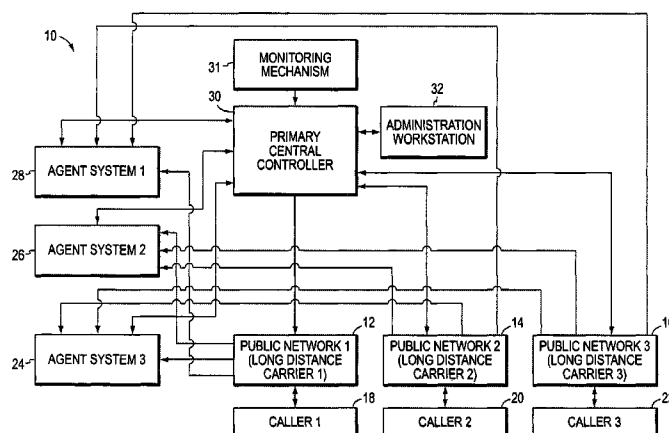 10
MONITORING
MECHANISM
31
30
32
PRIMARY
CENTRAL
CONTROLLER
ADMINISTRATION
WORKSTATION
AGENT SYSTEM 1
28
AGENT SYSTEM 2
26
AGENT SYSTEM 3
24
12
PUBLIC NETWORK 1
(LONG DISTANCE
CARRIER 1)
14
PUBLIC NETWORK 2
(LONG DISTANCE
CARRIER 2)
16
PUBLIC NETWORK 3
(LONG DISTANCE
CARRIER 3)
18
CALLER 1
20
CALLER 2
CALLER 3